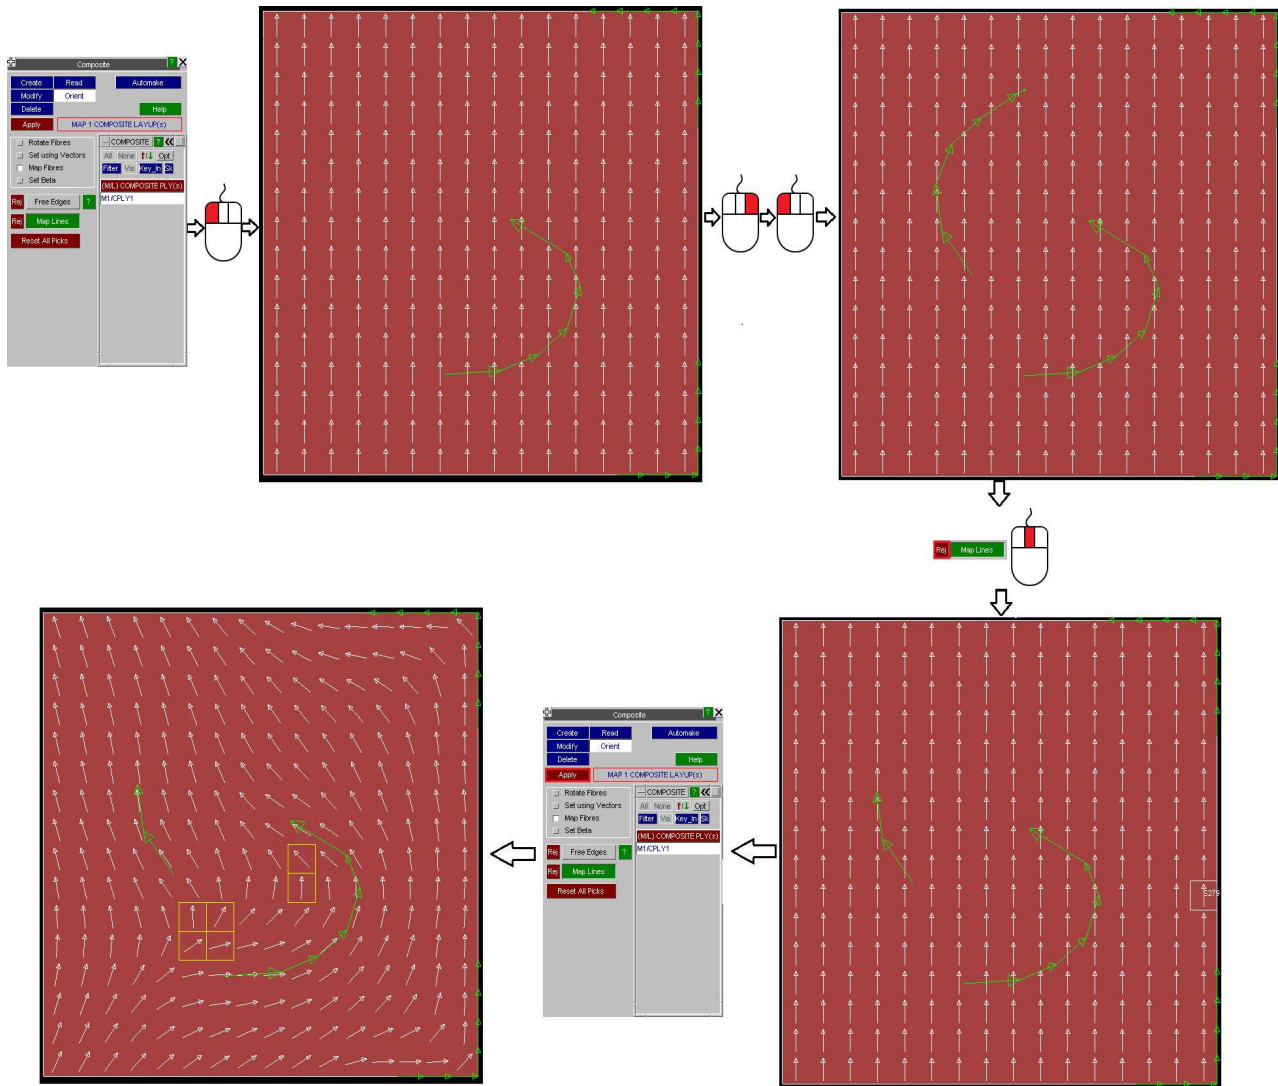 Composite ? X
Create Read Automake
Modify Orient
Delete Help
Apply MAP 1 COMPOSITE LAYUP(s)
Rotate Fibres
Set using Vectors
Map Fibres
Set Beta
Rej Free Edges ?
Rej Map Lines
Reset All Picks
COMPOSITE ? <<
All None Opt
Filter Vis Key_In Sk
(M/L) COMPOSITE PLY(s)
M1/CPLY1
Rej Map Lines
Composite ? X
Create Read Automake
Modify Orient
Delete Help
Apply MAP 1 COMPOSITE LAYUP(s)
Rotate Fibres
Set using Vectors
Map Fibres
Set Beta
Rej Free Edges ?
Rej Map Lines
Reset All Picks
COMPOSITE ? <<
All None Opt
Filter Vis Key_In Sk
(M/L) COMPOSITE PLY(s)
M1/CPLY1
S279